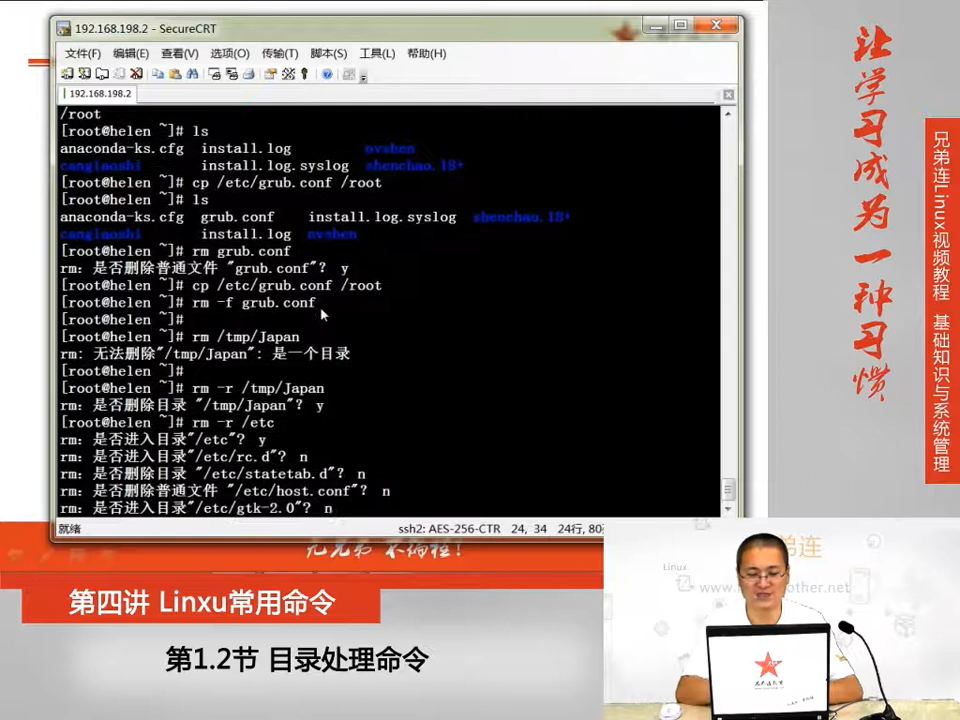 192.168.198.2 - SecureCRT
文件(F) 编辑(E) 查看(V) 选项(O) 传输(T) 脚本(S) 工具(L) 帮助(H)
192.168.198.2
/root
[root@helen ~]# ls
anaconda-ks.cfg install.log nvshen
canglaoshi install.log.syslog shenchao.18+
[root@helen ~]# cp /etc/grub.conf /root
[root@helen ~]# ls
anaconda-ks.cfg grub.conf install.log.syslog shenchao.18+
canglaoshi install.log nvshen
[root@helen ~]# rm grub.conf
rm：是否删除普通文件 "grub.conf"？ y
[root@helen ~]# cp /etc/grub.conf /root
[root@helen ~]# rm -f grub.conf
[root@helen ~]#
[root@helen ~]# rm /tmp/Japan
rm: 无法删除"/tmp/Japan": 是一个目录
[root@helen ~]#
[root@helen ~]# rm -r /tmp/Japan
rm：是否删除目录 "/tmp/Japan"？ y
[root@helen ~]# rm -r /etc
rm：是否进入目录"/etc"? y
rm：是否进入目录"/etc/rc.d"? n
rm：是否删除目录 "/etc/statetab.d"？ n
rm：是否删除普通文件 "/etc/host.conf"？ n
rm：是否进入目录"/etc/gtk-2.0"? n
就绪 ssh2: AES-256-CTR 24, 34 24行, 80
让学习成为一种习惯
兄弟连Linux视频教程 基础知识与系统管理
第四讲 Linxu常用命令
第1.2节 目录处理命令
弟连
Linux